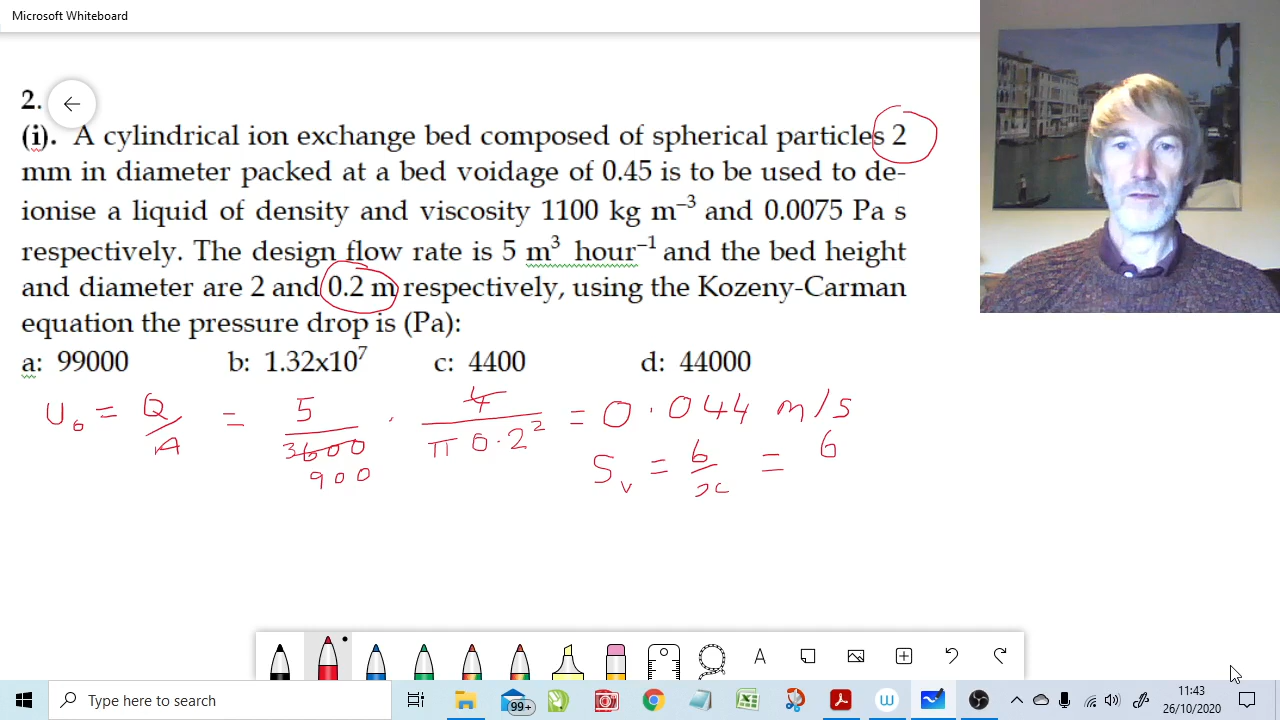 Microsoft Whiteboard
2.
(i). A cylindrical ion exchange bed composed of spherical particles 2
mm in diameter packed at a bed voidage of 0.45 is to be used to de-
ionise a liquid of density and viscosity 1100 kg m⁻³ and 0.0075 Pa s
respectively. The design flow rate is 5 m³ hour⁻¹ and the bed height
and diameter are 2 and 0.2 m respectively, using the Kozeny-Carman
equation the pressure drop is (Pa):
a: 99000 b: 1.32x10⁷ c: 4400 d: 44000
U₀ = Q/A = 5/3600 · 4/π 0.2² = 0.044 m/s
900
Sᵥ = 6/x = 6
A
99+
Type here to search
11:43
26/10/2020